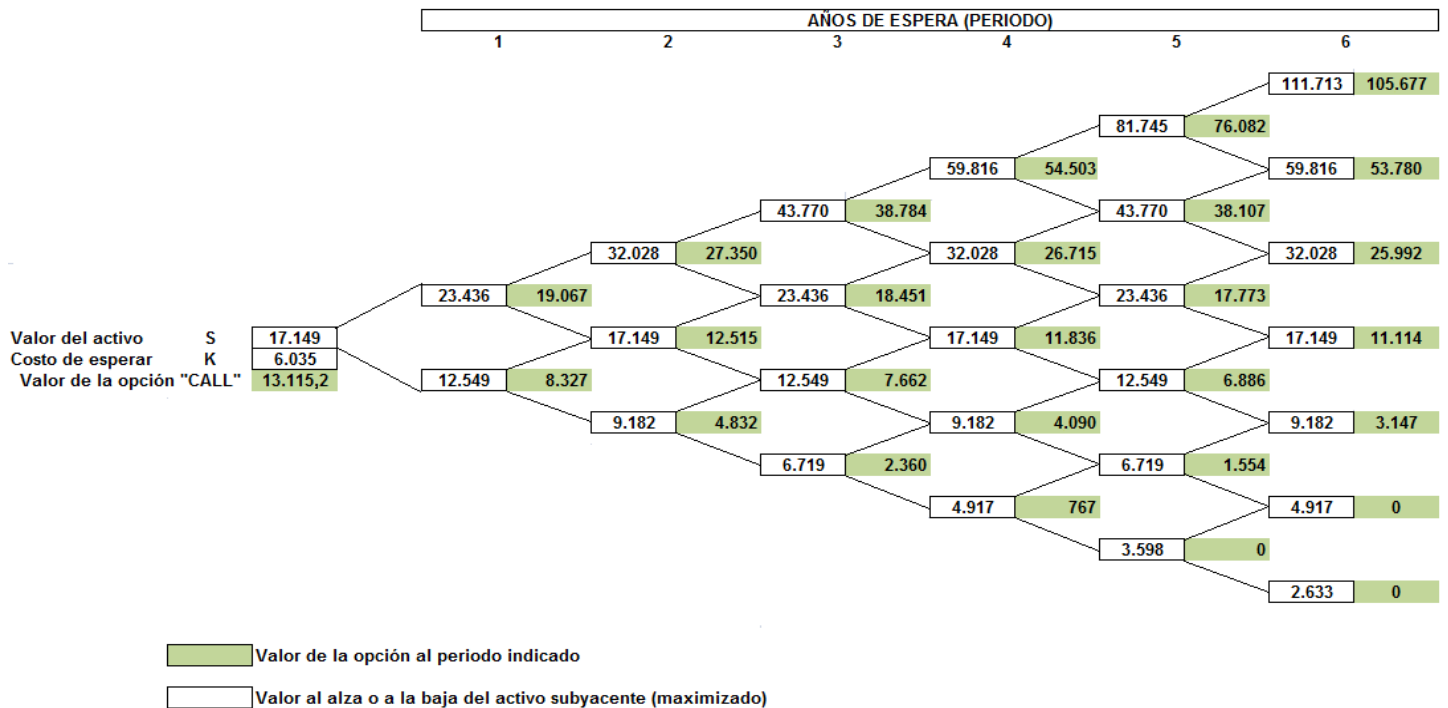 AÑOS DE ESPERA (PERIODO)
1 2 3 4 5 6
111.713 105.677
81.745 76.082
59.816 54.503 59.816 53.780
43.770 38.784 43.770 38.107
32.028 27.350 32.028 26.715 32.028 25.992
23.436 19.067 23.436 18.451 23.436 17.773
Valor del activo S 17.149 17.149 12.515 17.149 11.836 17.149 11.114
Costo de esperar K 6.035
Valor de la opción "CALL" 13.115,2 12.549 8.327 12.549 7.662 12.549 6.886
9.182 4.832 9.182 4.090 9.182 3.147
6.719 2.360 6.719 1.554
4.917 767 4.917 0
3.598 0
2.633 0
Valor de la opción al periodo indicado
Valor al alza o a la baja del activo subyacente (maximizado)